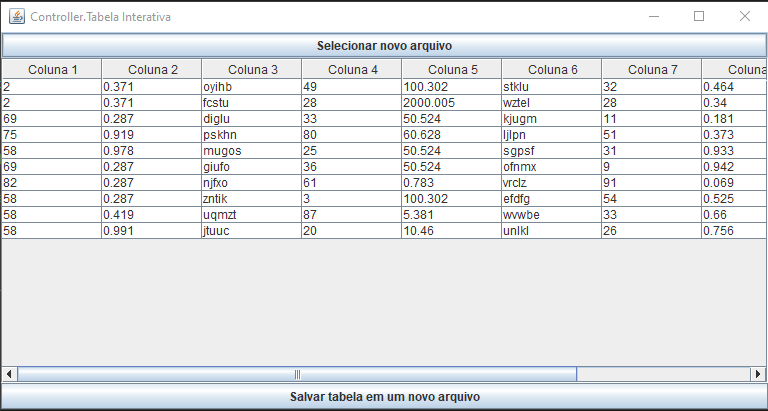 Controller.Tabela Interativa
Selecionar novo arquivo
Coluna 1 Coluna 2 Coluna 3 Coluna 4 Coluna 5 Coluna 6 Coluna 7 Coluna
2 0.371 oyihb 49 100.302 stklu 32 0.464
2 0.371 fcstu 28 2000.005 wztel 28 0.34
69 0.287 diglu 33 50.524 kjugm 11 0.181
75 0.919 pskhn 80 60.628 ljlpn 51 0.373
58 0.978 mugos 25 50.524 sgpsf 31 0.933
69 0.287 giufo 36 50.524 ofnmx 9 0.942
82 0.287 njfxo 61 0.783 vrclz 91 0.069
58 0.287 zntik 3 100.302 efdfg 54 0.525
58 0.419 uqmzt 87 5.381 wvwbe 33 0.66
58 0.991 jtuuc 20 10.46 unlkl 26 0.756
Salvar tabela em um novo arquivo